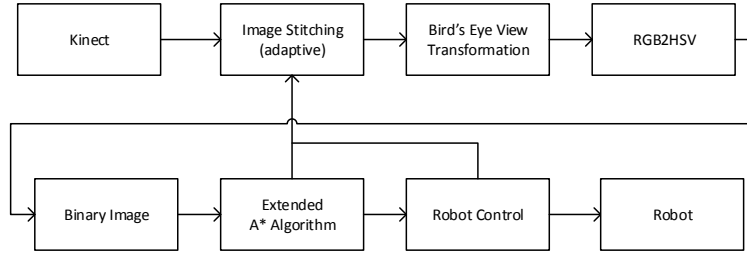 Kinect
Image Stitching
(adaptive)
Bird's Eye View
Transformation
RGB2HSV
Binary Image
Extended
A* Algorithm
Robot Control
Robot